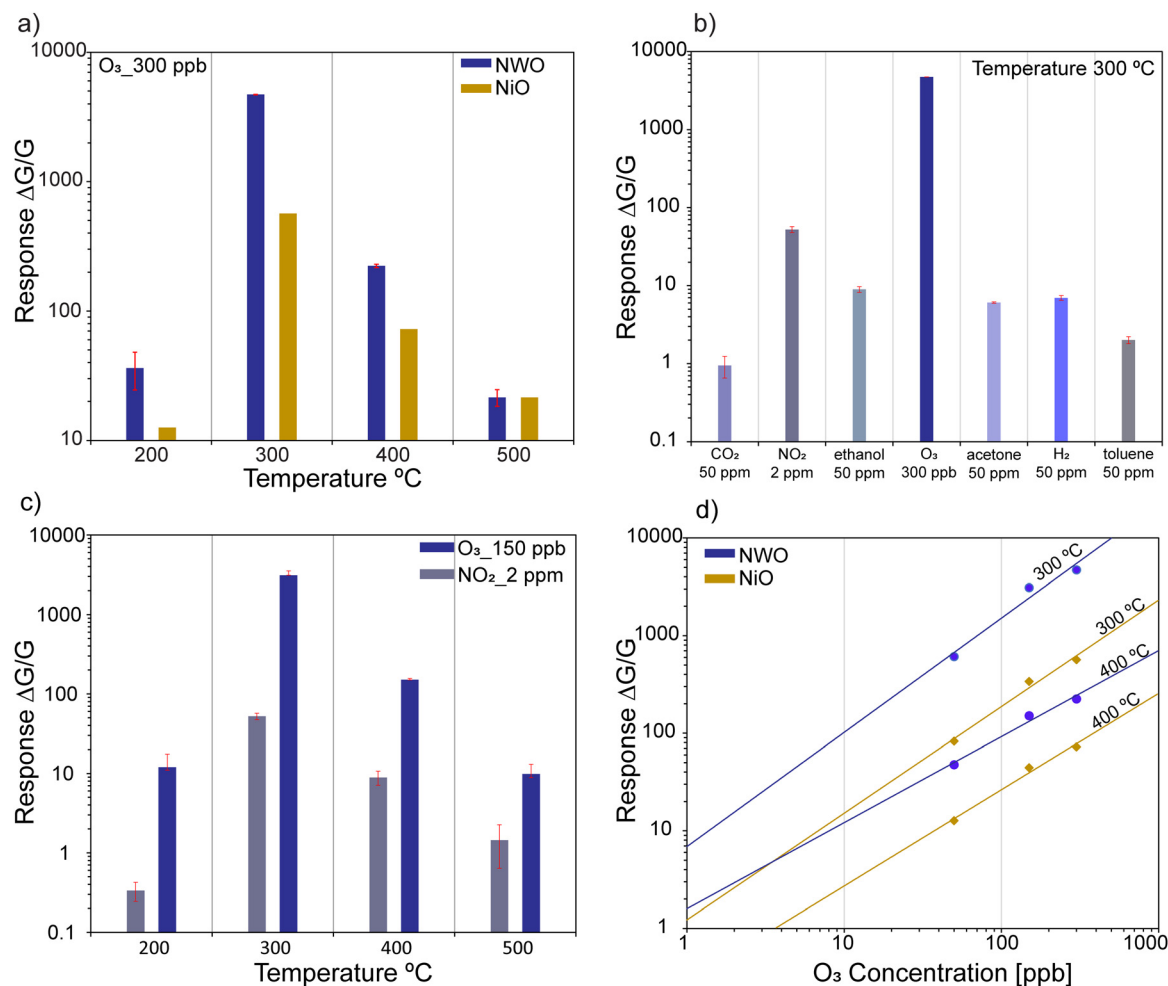 a)
O₃_300 ppb
NWO
NiO
10000
1000
100
10
Response ΔG/G
200 300 400 500
Temperature ºC
b)
Temperature 300 ºC
10000
1000
100
10
1
0.1
Response ΔG/G
CO₂ NO₂ ethanol O₃ acetone H₂ toluene
50 ppm 2 ppm 50 ppm 300 ppb 50 ppm 50 ppm 50 ppm
c)
O₃_150 ppb
NO₂_2 ppm
10000
1000
100
10
1
0.1
Response ΔG/G
200 300 400 500
Temperature ºC
d)
NWO
NiO
300 ºC
300 ºC
400 ºC
400 ºC
10000
1000
100
10
1
Response ΔG/G
1 10 100 1000
O₃ Concentration [ppb]